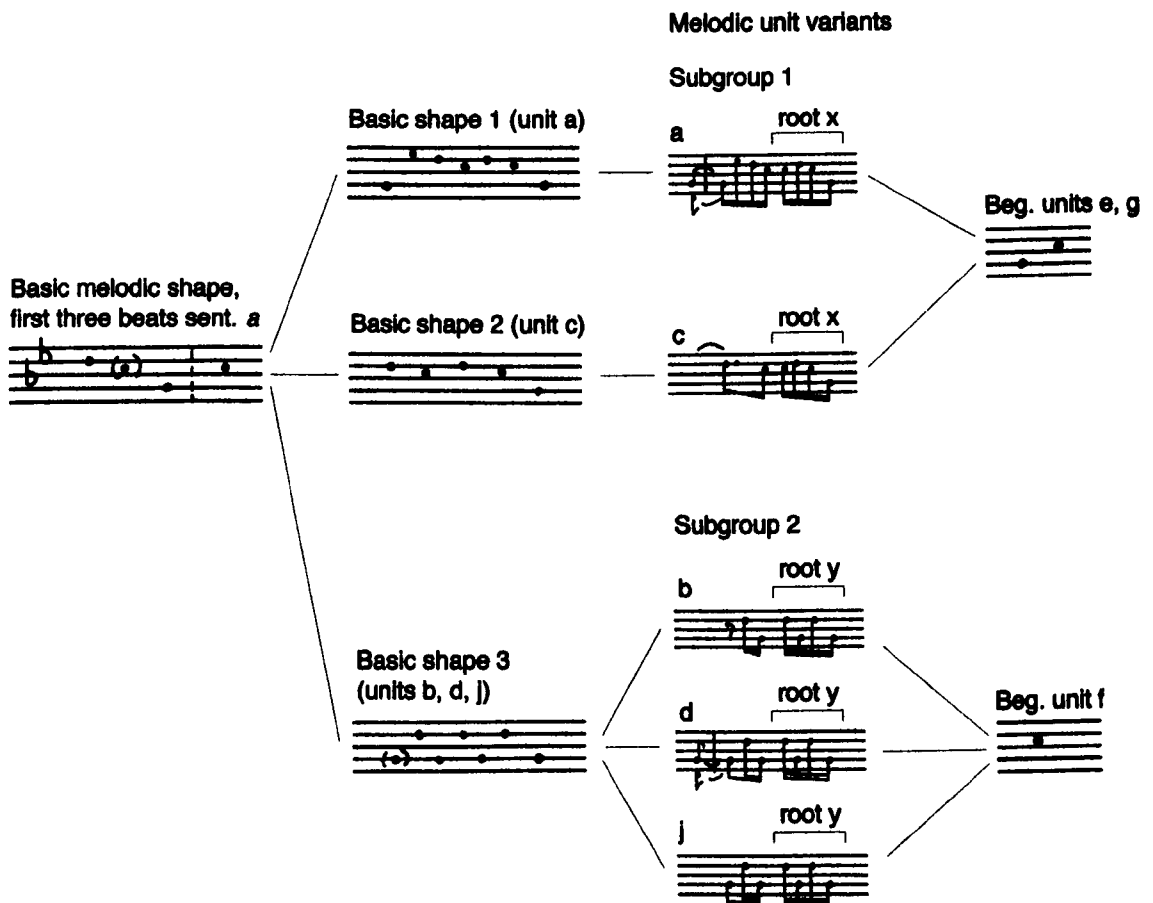 Melodic unit variants
Subgroup 1
Basic shape 1 (unit a)
a
root x
Beg. units e, g
Basic melodic shape,
first three beats sent. a
Basic shape 2 (unit c)
c
root x
Subgroup 2
b
root y
Basic shape 3
(units b, d, j)
d
root y
Beg. unit f
j
root y